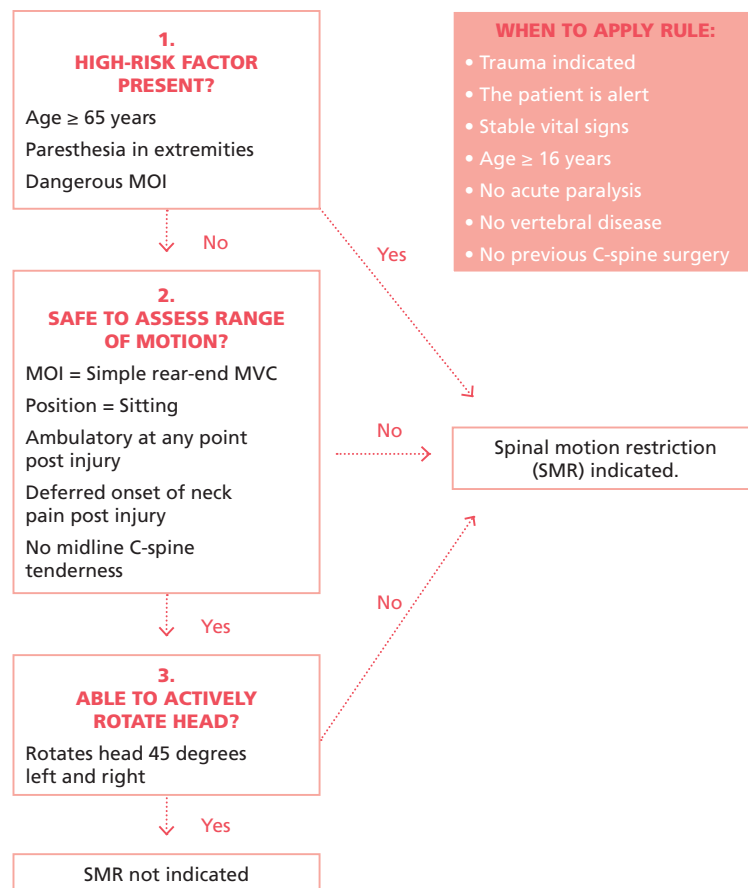 1.
HIGH-RISK FACTOR
PRESENT?
Age ≥ 65 years
Paresthesia in extremities
Dangerous MOI
WHEN TO APPLY RULE:
• Trauma indicated
• The patient is alert
• Stable vital signs
• Age ≥ 16 years
• No acute paralysis
• No vertebral disease
• No previous C-spine surgery
No
Yes
2.
SAFE TO ASSESS RANGE
OF MOTION?
MOI = Simple rear-end MVC
Position = Sitting
Ambulatory at any point
post injury
Deferred onset of neck
pain post injury
No midline C-spine
tenderness
No
Spinal motion restriction
(SMR) indicated.
Yes
No
3.
ABLE TO ACTIVELY
ROTATE HEAD?
Rotates head 45 degrees
left and right
Yes
SMR not indicated